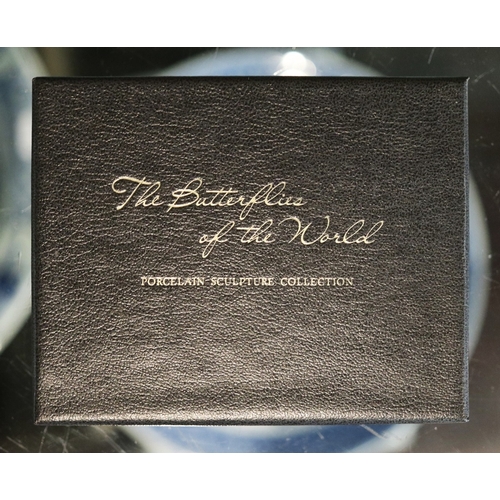 The Butterflies
of the World
PORCELAIN SCULPTURE COLLECTION